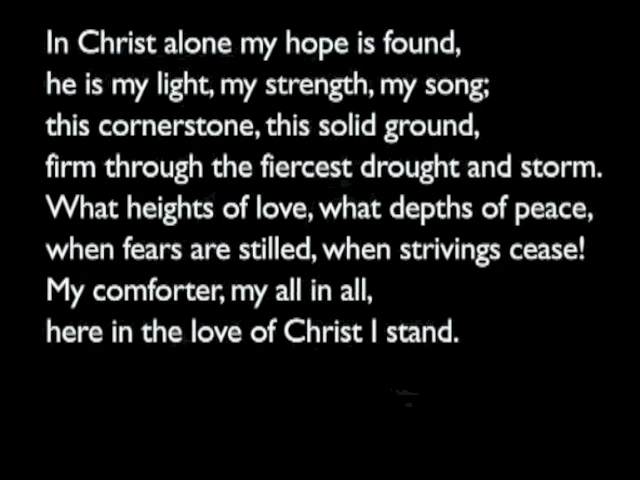 In Christ alone my hope is found,
he is my light, my strength, my song;
this cornerstone, this solid ground,
firm through the fiercest drought and storm.
What heights of love, what depths of peace,
when fears are stilled, when strivings cease!
My comforter, my all in all,
here in the love of Christ I stand.